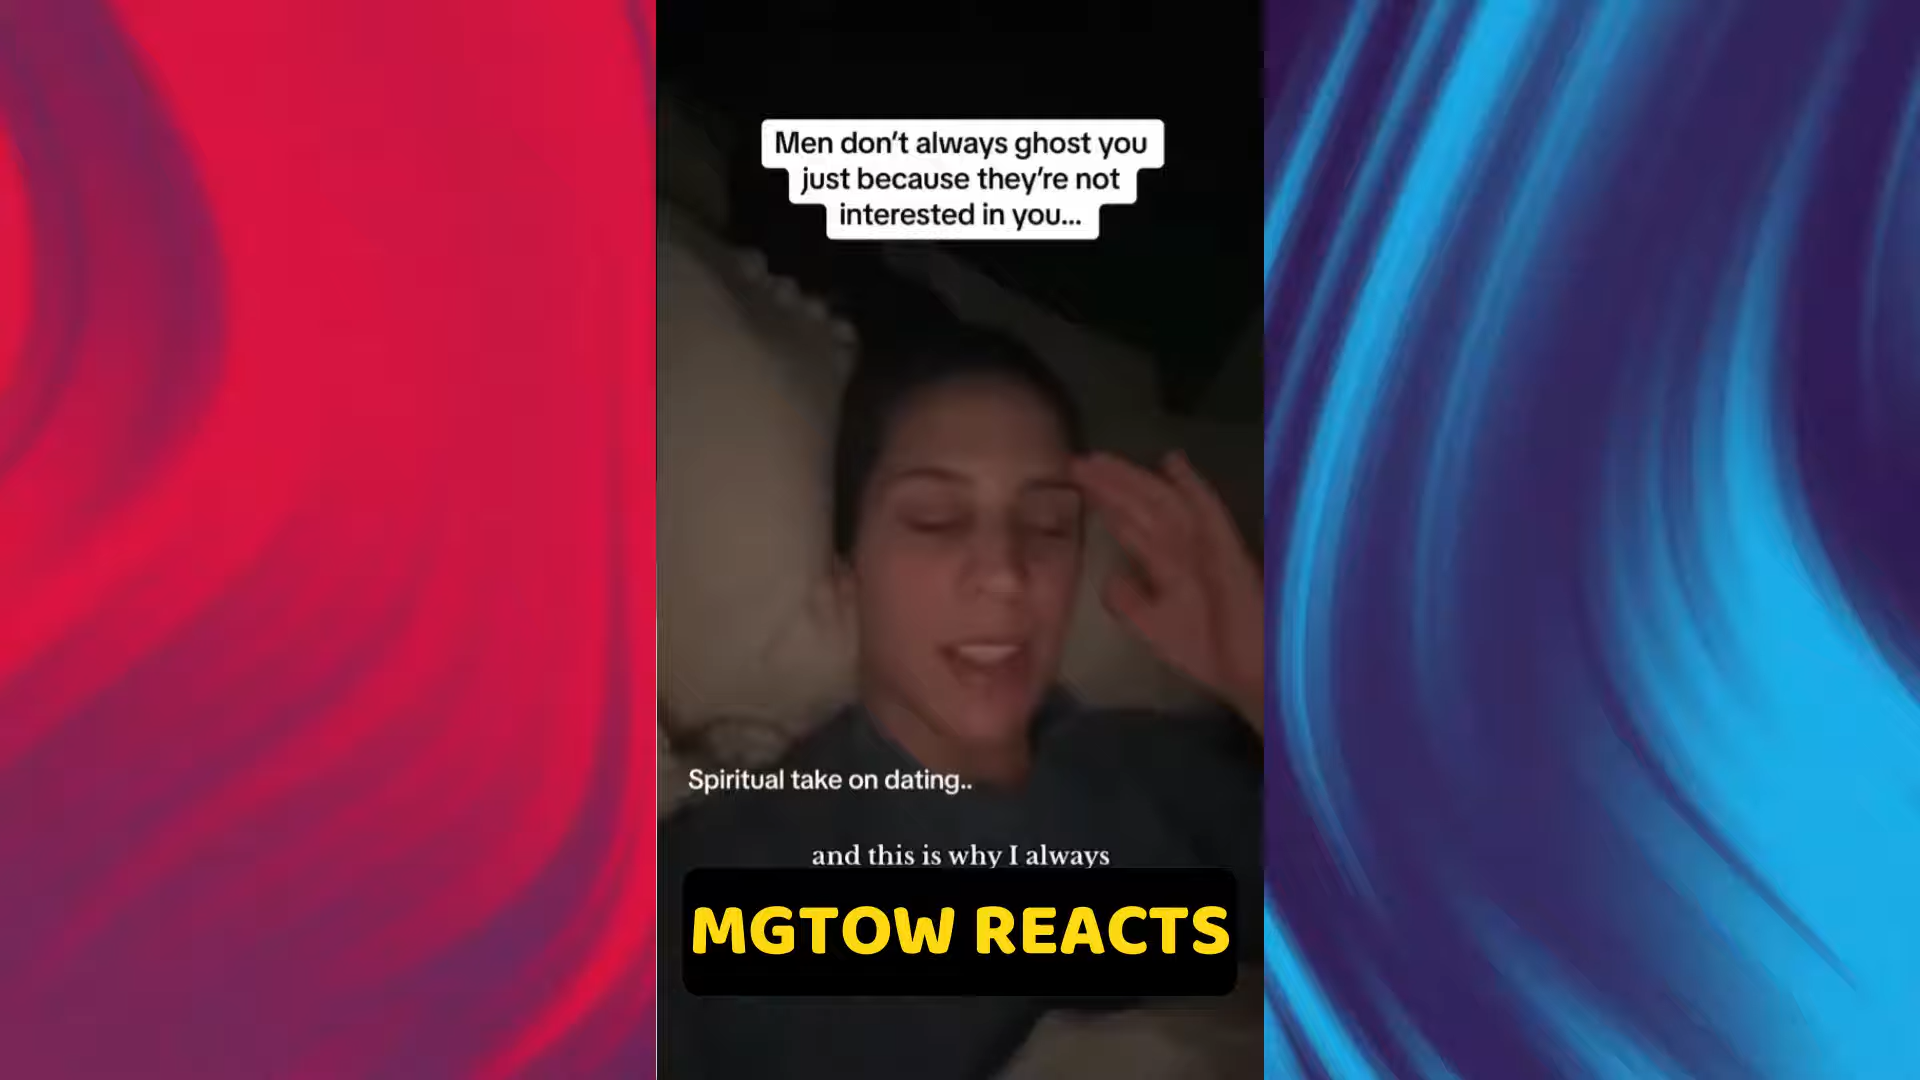 Men don’t always ghost you
just because they’re not
interested in you...
Spiritual take on dating..
and this is why I always
MGTOW REACTS